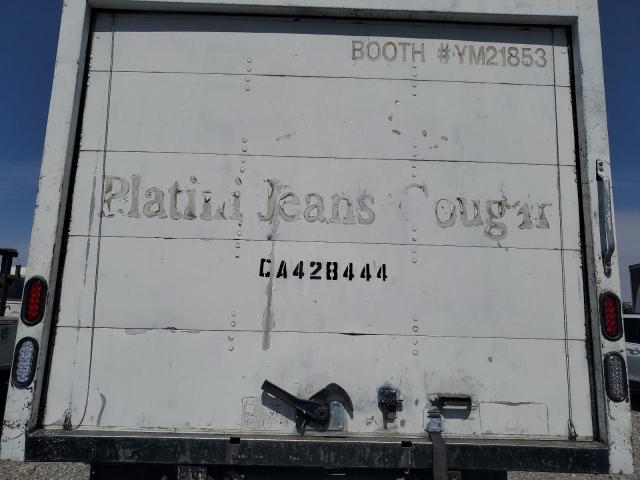 BOOTH #YM21853
Platini Jeans Cougar
CA428444